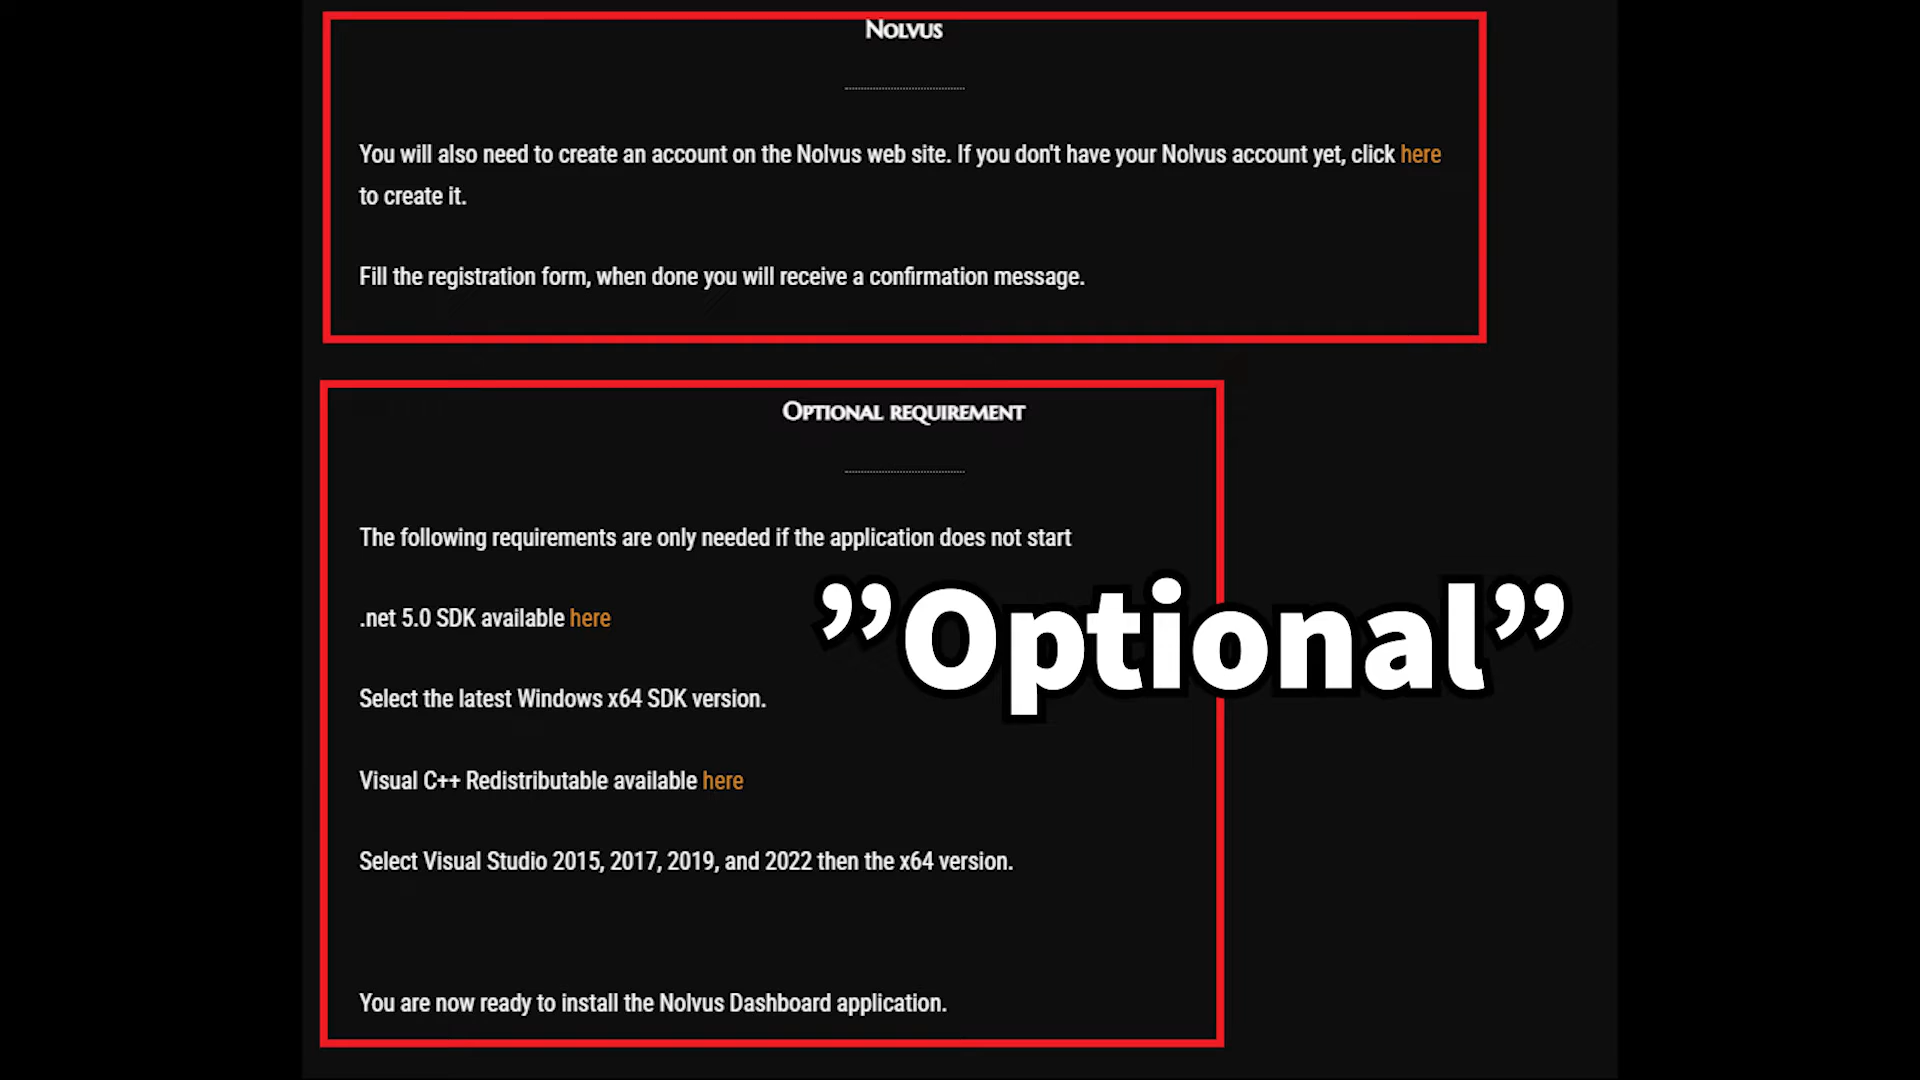 Nolvus
You will also need to create an account on the Nolvus web site. If you don't have your Nolvus account yet, click here
to create it.
Fill the registration form, when done you will receive a confirmation message.
Optional requirement
The following requirements are only needed if the application does not start
.net 5.0 SDK available here
”Optional”
Select the latest Windows x64 SDK version.
Visual C++ Redistributable available here
Select Visual Studio 2015, 2017, 2019, and 2022 then the x64 version.
You are now ready to install the Nolvus Dashboard application.